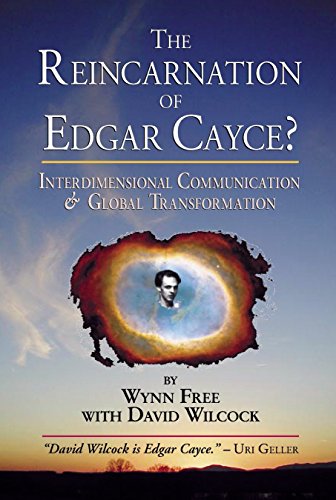 THE
REINCARNATION
OF
EDGAR CAYCE?
INTERDIMENSIONAL COMMUNICATION
& GLOBAL TRANSFORMATION
BY
WYNN FREE
WITH DAVID WILCOCK
"David Wilcock is Edgar Cayce." – URI GELLER